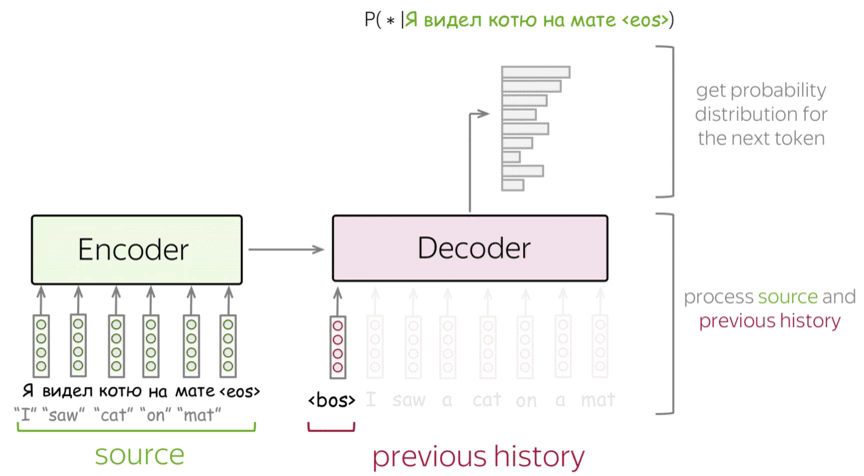 P( * |Я видел котю на мате <eos>)
get probability
distribution for
the next token
Encoder
Decoder
process source and
previous history
Я видел котю на мате <eos>
"I" "saw" "cat" "on" "mat"
<bos> I saw a cat on a mat
source
previous history